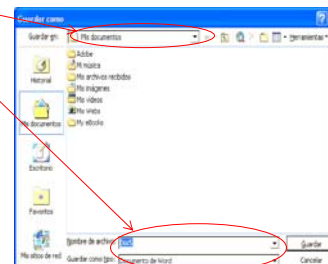 Guardar como
Guardar en:
Mis documentos
Herramientas
Adobe
Mi música
Mis archivos recibidos
Mis imágenes
Mis vídeos
Mis Webs
My eBooks
Historial
Mis documentos
Escritorio
Favoritos
Mis sitios de red
Nombre de archivo:
Guardar
Guardar como tipo:
Documento de Word
Cancelar